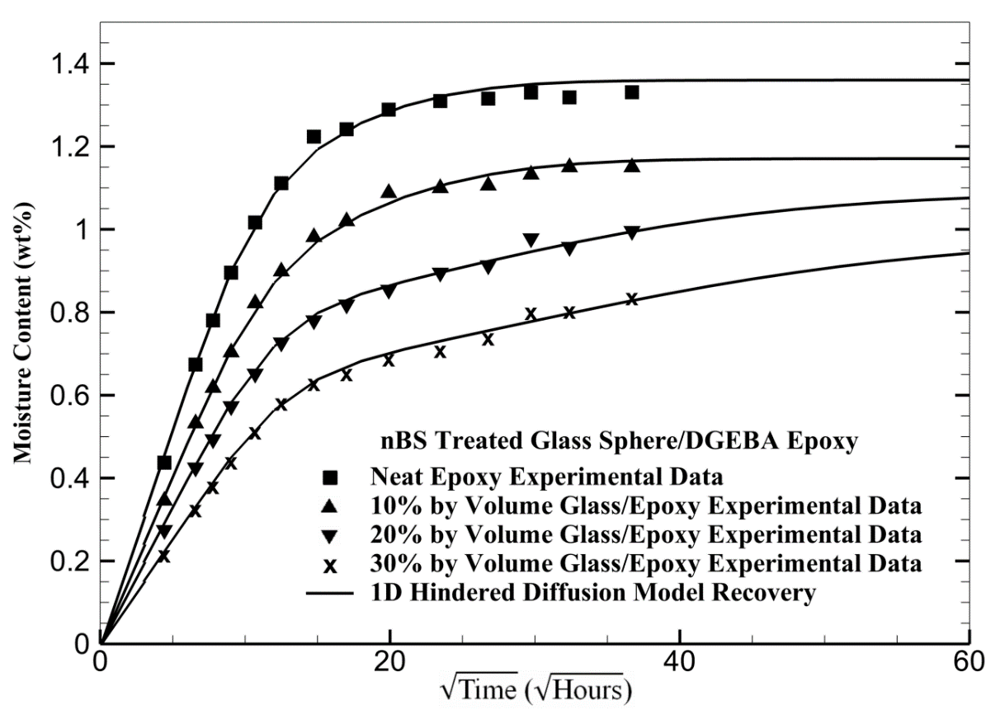 1.4
1.2
1
0.8
0.6
0.4
0.2
0
Moisture Content (wt%)
nBS Treated Glass Sphere/DGEBA Epoxy
Neat Epoxy Experimental Data
10% by Volume Glass/Epoxy Experimental Data
20% by Volume Glass/Epoxy Experimental Data
30% by Volume Glass/Epoxy Experimental Data
1D Hindered Diffusion Model Recovery
0 20 40 60
√Time (√Hours)